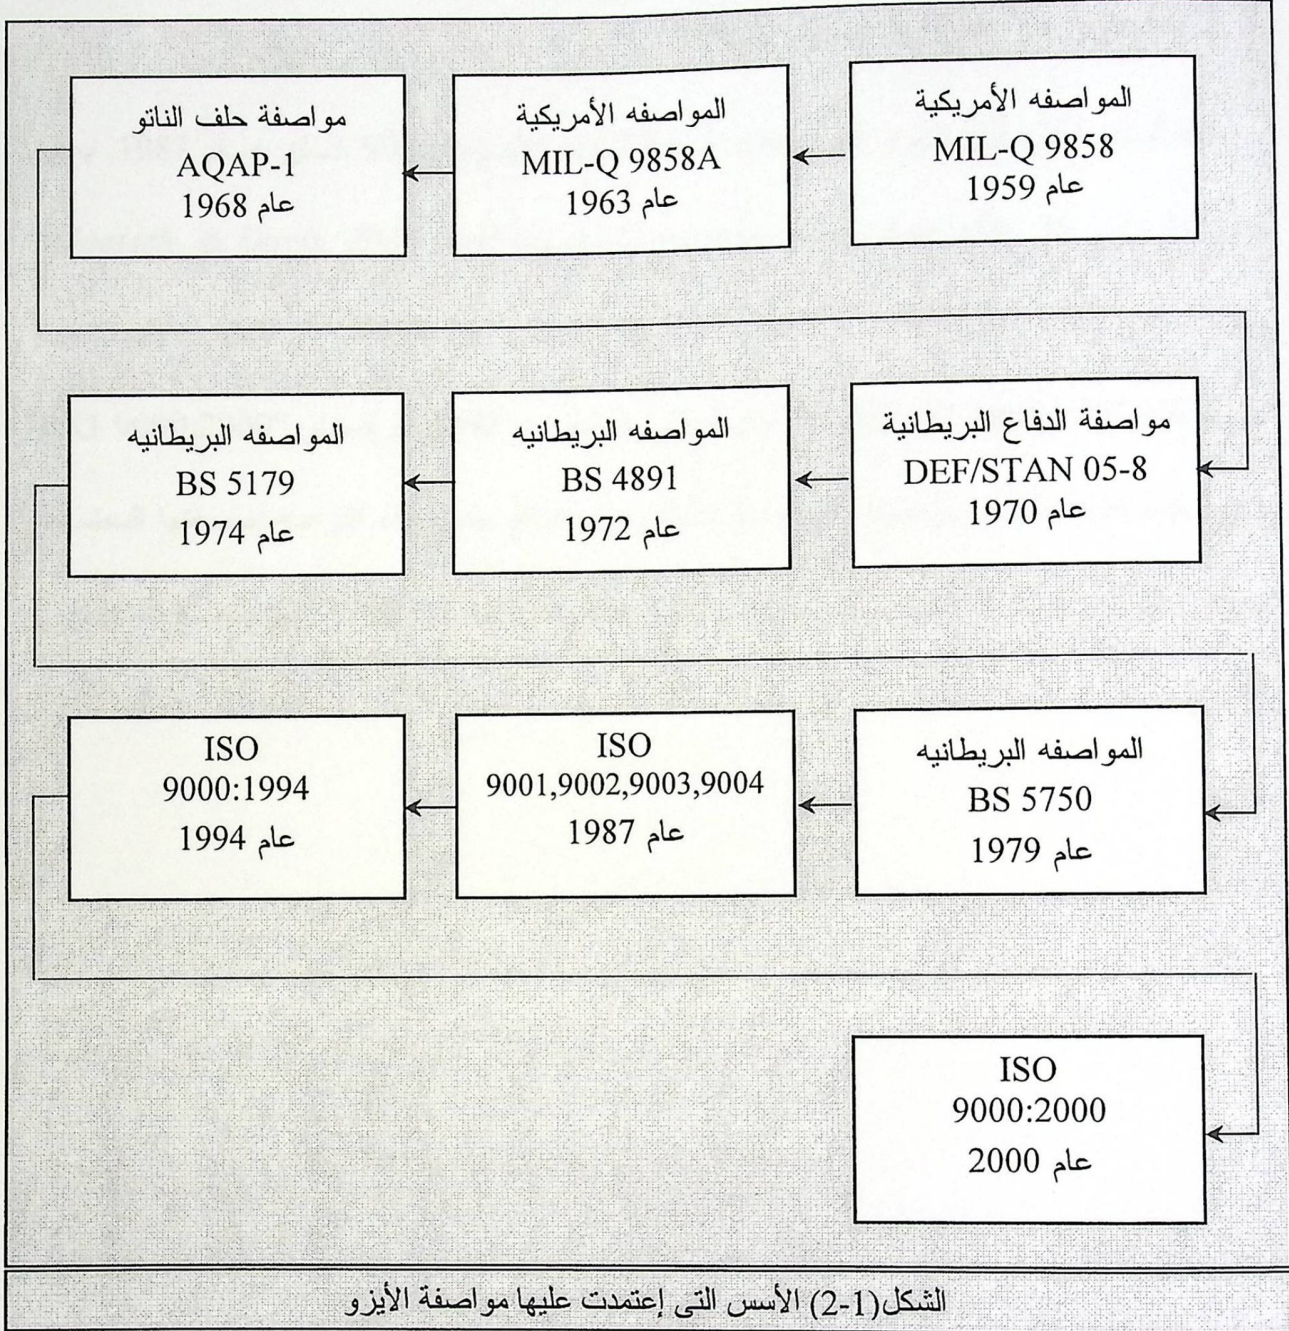 المواصفه الأمريكية
MIL-Q 9858
عام 1959
المواصفه الأمريكية
MIL-Q 9858A
عام 1963
مواصفة حلف الناتو
AQAP-1
عام 1968
مواصفة الدفاع البريطانية
DEF/STAN 05-8
عام 1970
المواصفه البريطانيه
BS 4891
عام 1972
المواصفه البريطانيه
BS 5179
عام 1974
المواصفه البريطانيه
BS 5750
عام 1979
ISO
9001,9002,9003,9004
عام 1987
ISO
9000:1994
عام 1994
ISO
9000:2000
عام 2000
الشكل(1-2) الأسس التى إعتمدت عليها مواصفة الأيزو